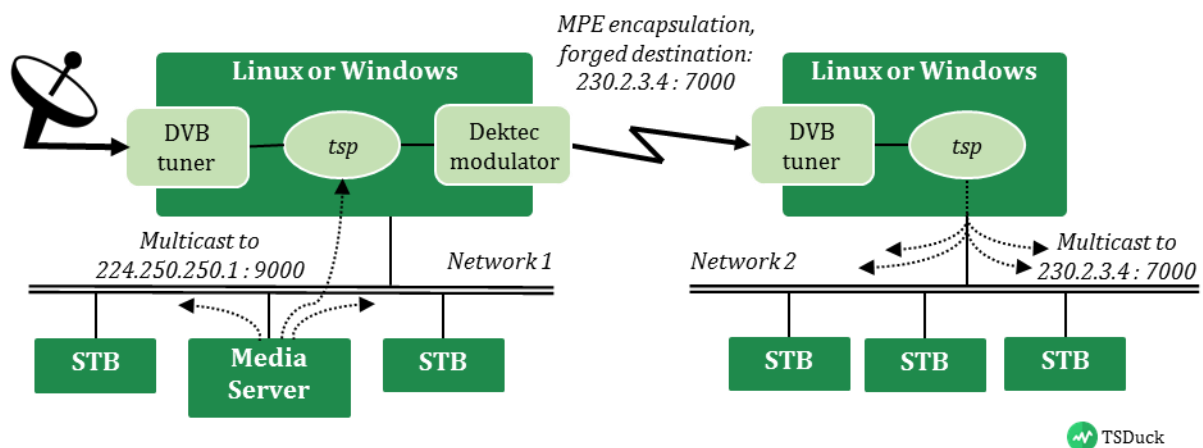 MPE encapsulation,
forged destination:
230.2.3.4 : 7000
Linux or Windows
DVB
tuner
tsp
Dektec
modulator
Linux or Windows
DVB
tuner
tsp
Multicast to
224.250.250.1 : 9000
Network 1
Network 2
Multicast to
230.2.3.4 : 7000
STB
Media
Server
STB
STB
STB
STB
TSDuck